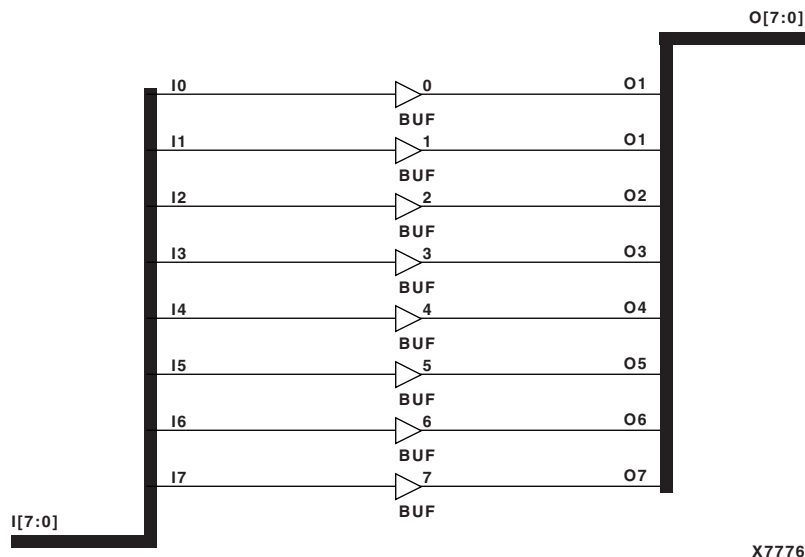 O[7:0]
I0 0 O1
BUF
I1 1 O1
BUF
I2 2 O2
BUF
I3 3 O3
BUF
I4 4 O4
BUF
I5 5 O5
BUF
I6 6 O6
BUF
I7 7 O7
BUF
I[7:0]
X7776